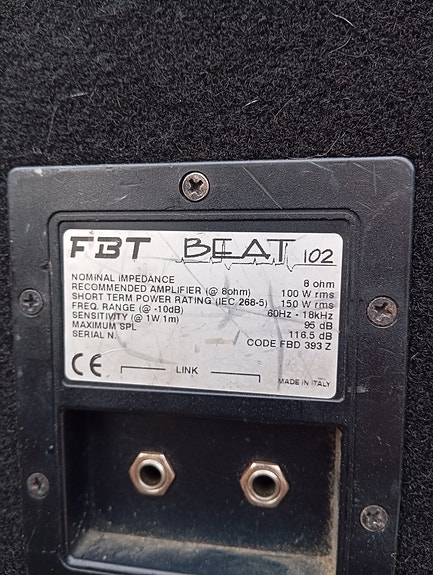 FBT BEAT 102
NOMINAL IMPEDANCE 8 ohm
RECOMMENDED AMPLIFIER (@ 8ohm) 100 W rms
SHORT TERM POWER RATING (IEC 268-5) 150 W rms
FREQ. RANGE (@ -10dB) 60Hz - 18kHz
SENSITIVITY (@ 1W 1m) 95 dB
MAXIMUM SPL 116.5 dB
SERIAL N. CODE FBD 393 Z
CE LINK MADE IN ITALY